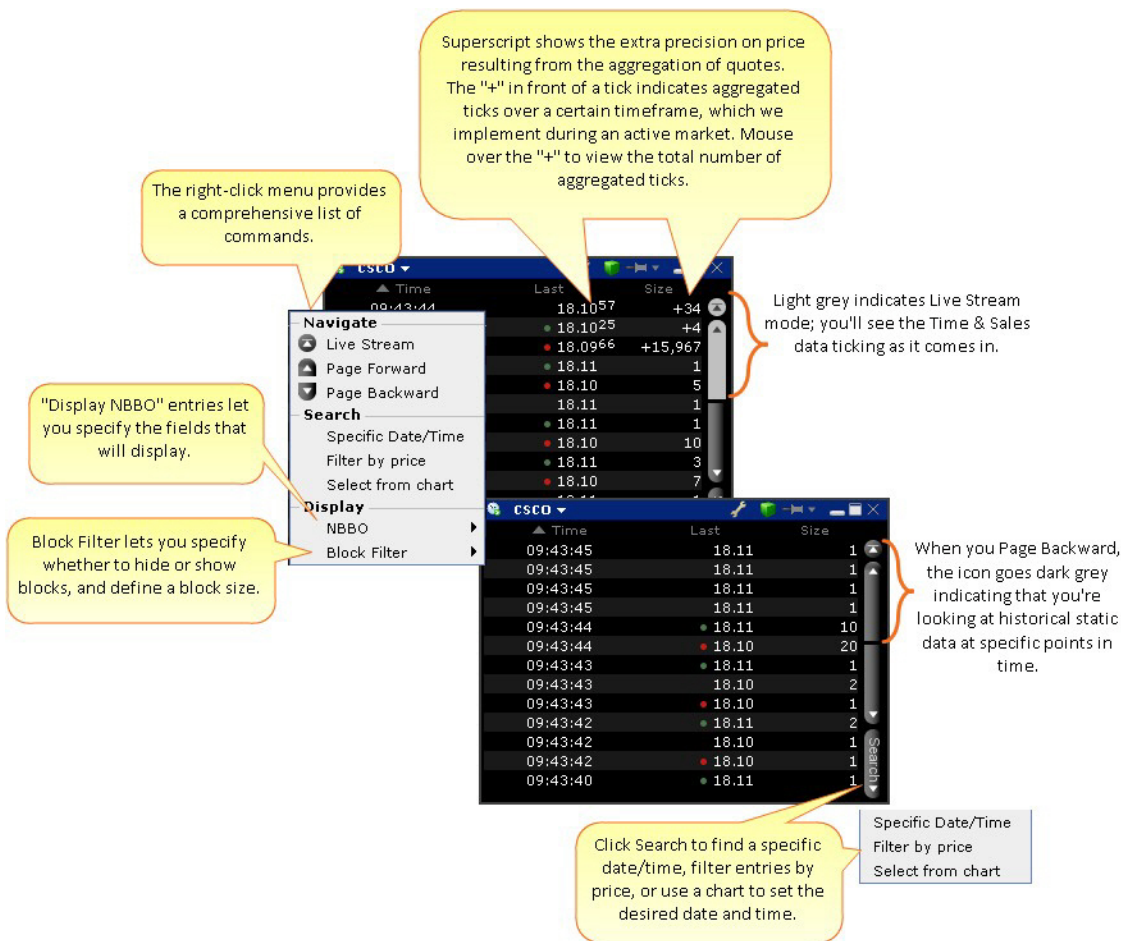 Superscript shows the extra precision on price
resulting from the aggregation of quotes.
The "+" in front of a tick indicates aggregated
ticks over a certain timeframe, which we
implement during an active market. Mouse
over the "+" to view the total number of
aggregated ticks.
The right-click menu provides
a comprehensive list of
commands.
CSCO
Time Last Size
09:43:44 18.1057 +34
18.1025 +4
18.0966 +15,967
18.11 1
18.10 5
18.11 1
18.11 1
18.10 10
18.11 3
18.10 7
Light grey indicates Live Stream
mode; you'll see the Time & Sales
data ticking as it comes in.
Navigate
Live Stream
Page Forward
Page Backward
Search
Specific Date/Time
Filter by price
Select from chart
Display
NBBO
Block Filter
"Display NBBO" entries let
you specify the fields that
will display.
Block Filter lets you specify
whether to hide or show
blocks, and define a block size.
CSCO
Time Last Size
09:43:45 18.11 1
09:43:45 18.11 1
09:43:45 18.11 1
09:43:45 18.11 1
09:43:44 18.11 10
09:43:44 18.10 20
09:43:43 18.11 1
09:43:43 18.10 2
09:43:43 18.10 1
09:43:42 18.11 2
09:43:42 18.10 1
09:43:42 18.10 1
09:43:40 18.11 1
Search
When you Page Backward,
the icon goes dark grey
indicating that you're
looking at historical static
data at specific points in
time.
Click Search to find a specific
date/time, filter entries by
price, or use a chart to set the
desired date and time.
Specific Date/Time
Filter by price
Select from chart